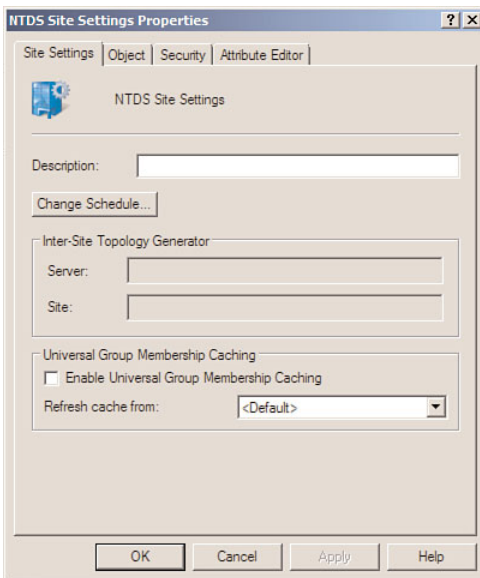 NTDS Site Settings Properties
Site Settings Object Security Attribute Editor
NTDS Site Settings
Description:
Change Schedule...
Inter-Site Topology Generator
Server:
Site:
Universal Group Membership Caching
Enable Universal Group Membership Caching
Refresh cache from: <Default>
OK Cancel Apply Help